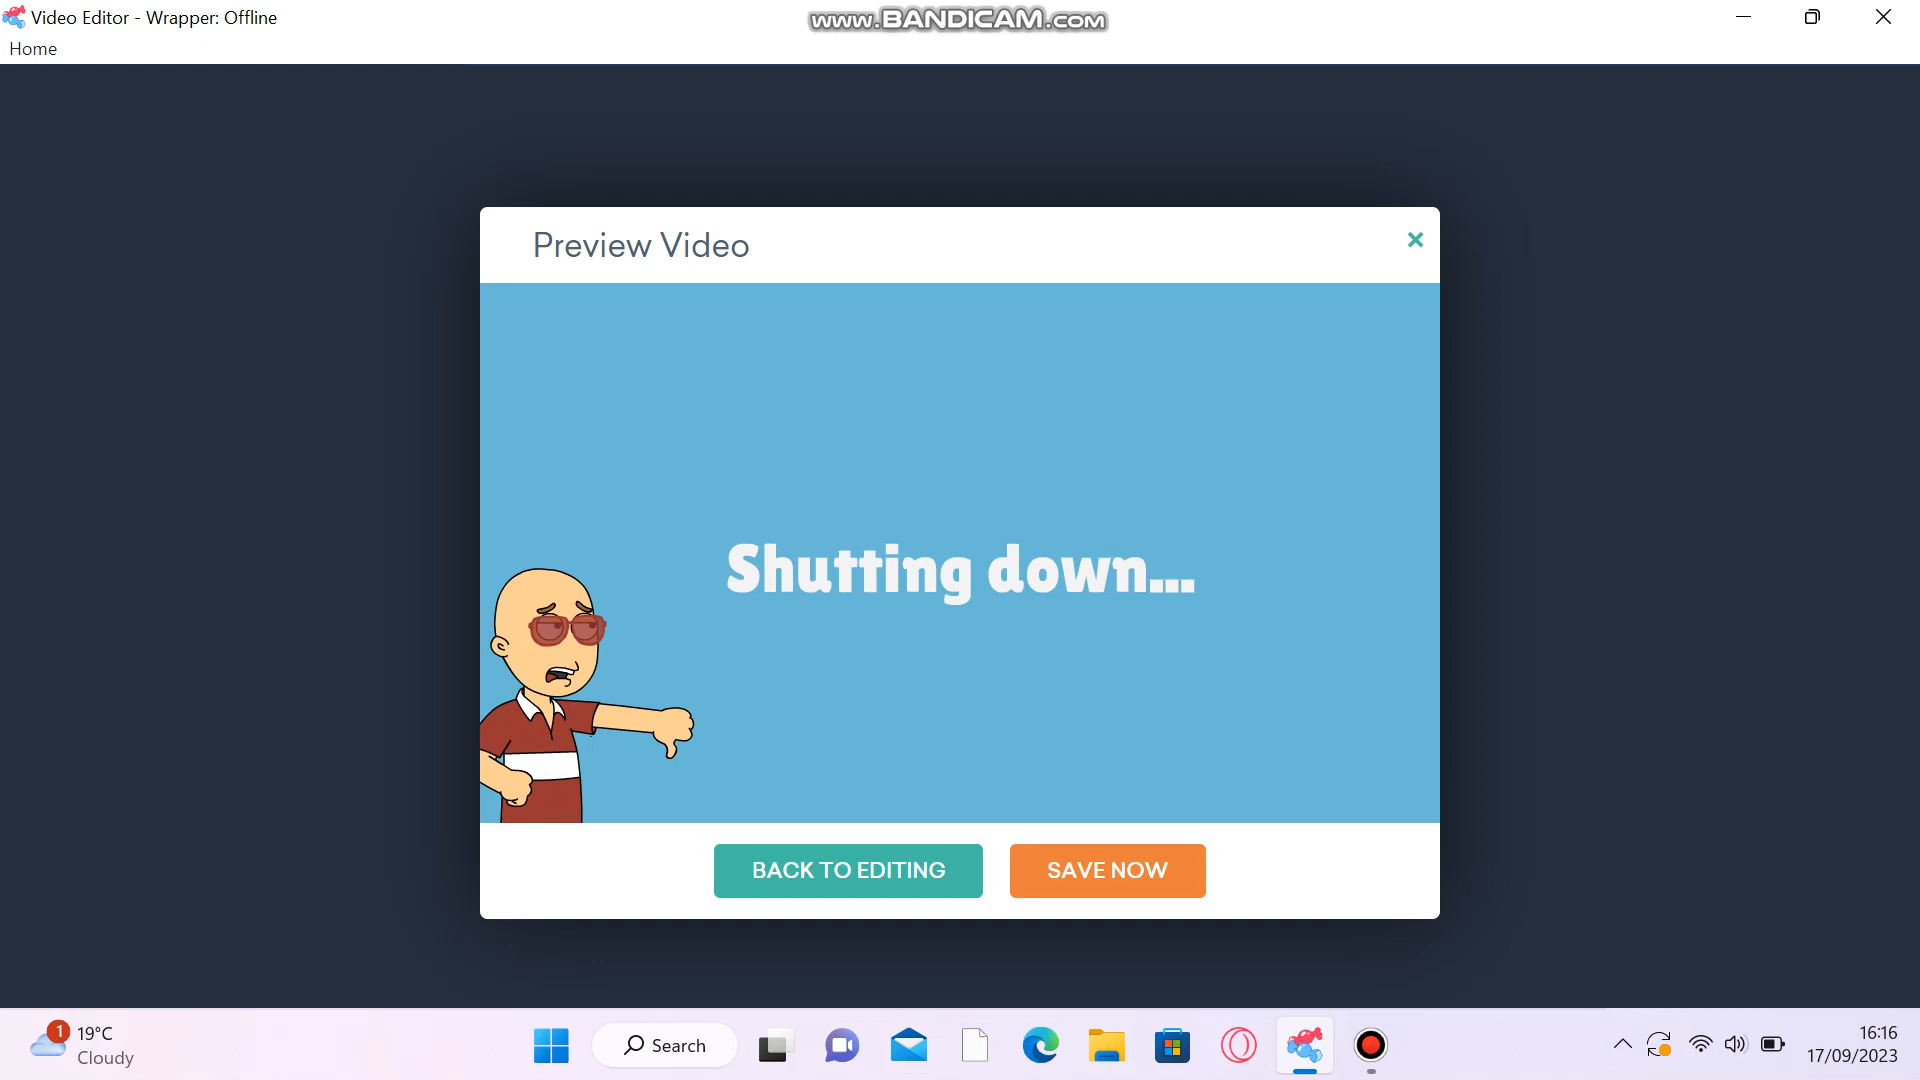 Video Editor - Wrapper: Offline
www.BANDICAM.com
Home
Preview Video
Shutting down...
BACK TO EDITING
SAVE NOW
1
19°C
Cloudy
Search
16:16
17/09/2023